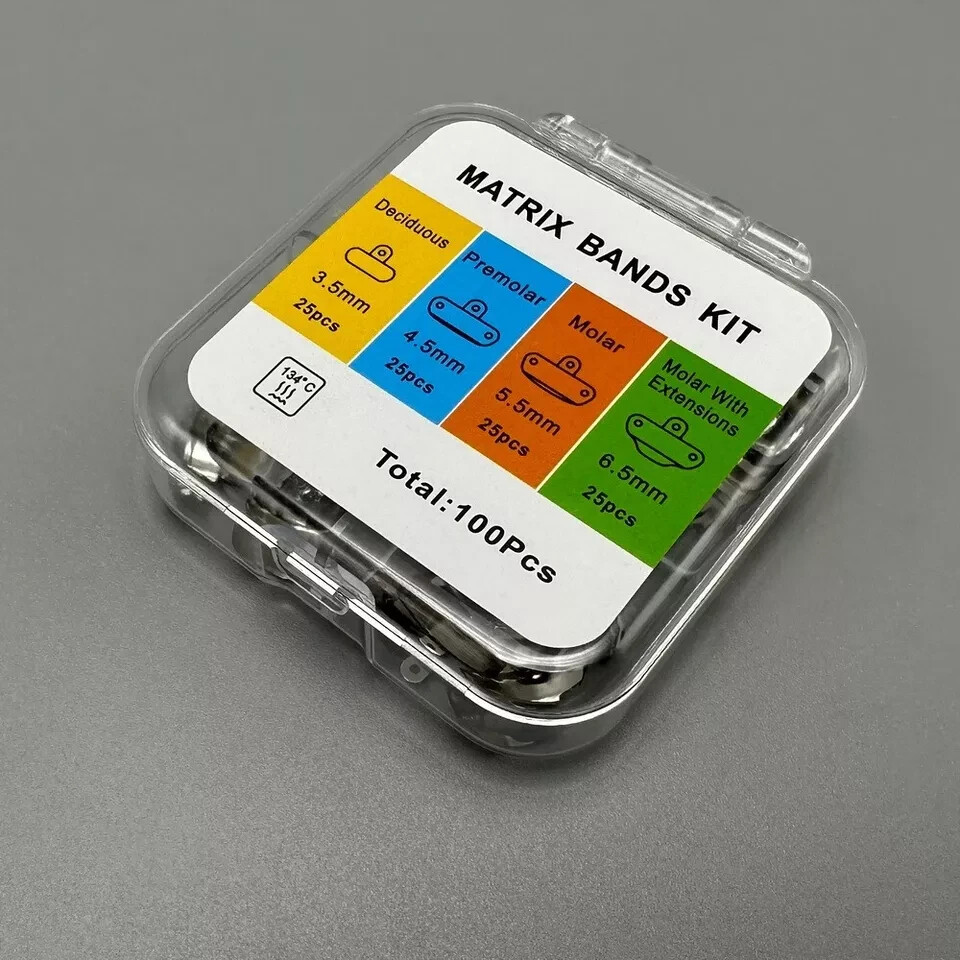 MATRIX BANDS KIT
Deciduous
3.5mm
25pcs
Premolar
4.5mm
25pcs
Molar
5.5mm
25pcs
Molar With
Extensions
6.5mm
25pcs
134°C
Total:100Pcs